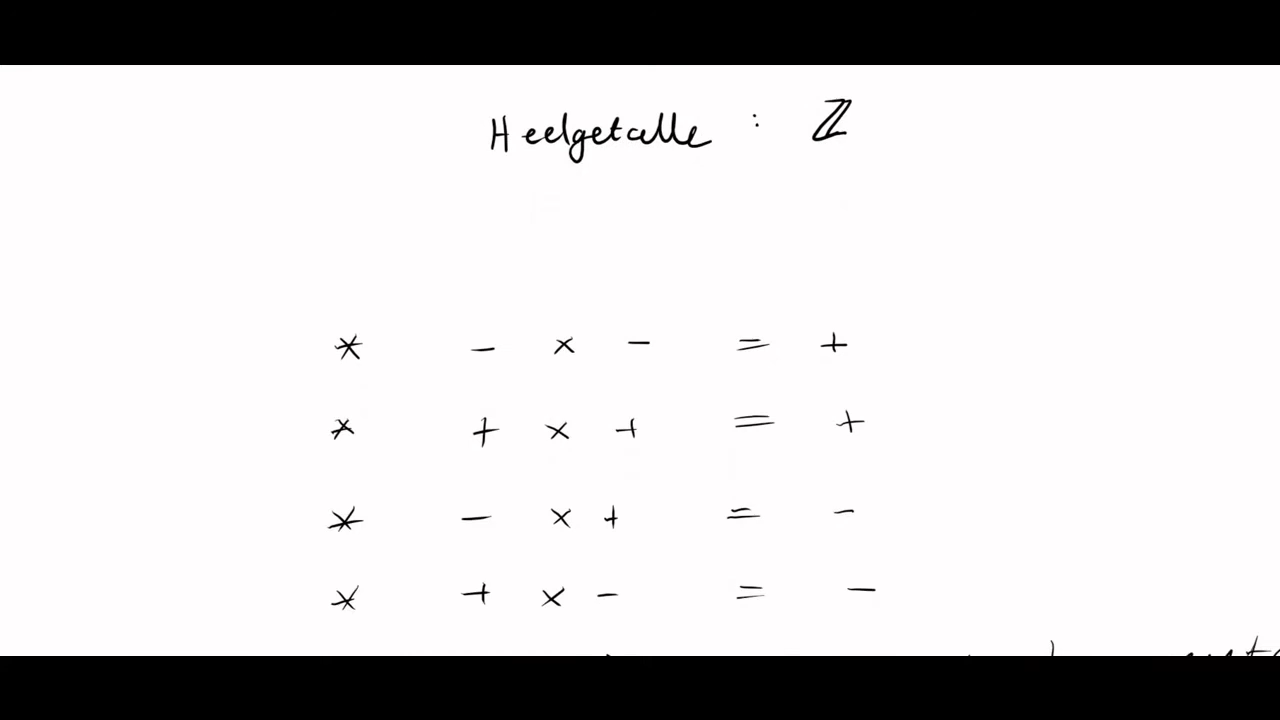 Heelgetalle : ℤ
* - × - = +
* + × + = +
* - × + = -
* + × - = -